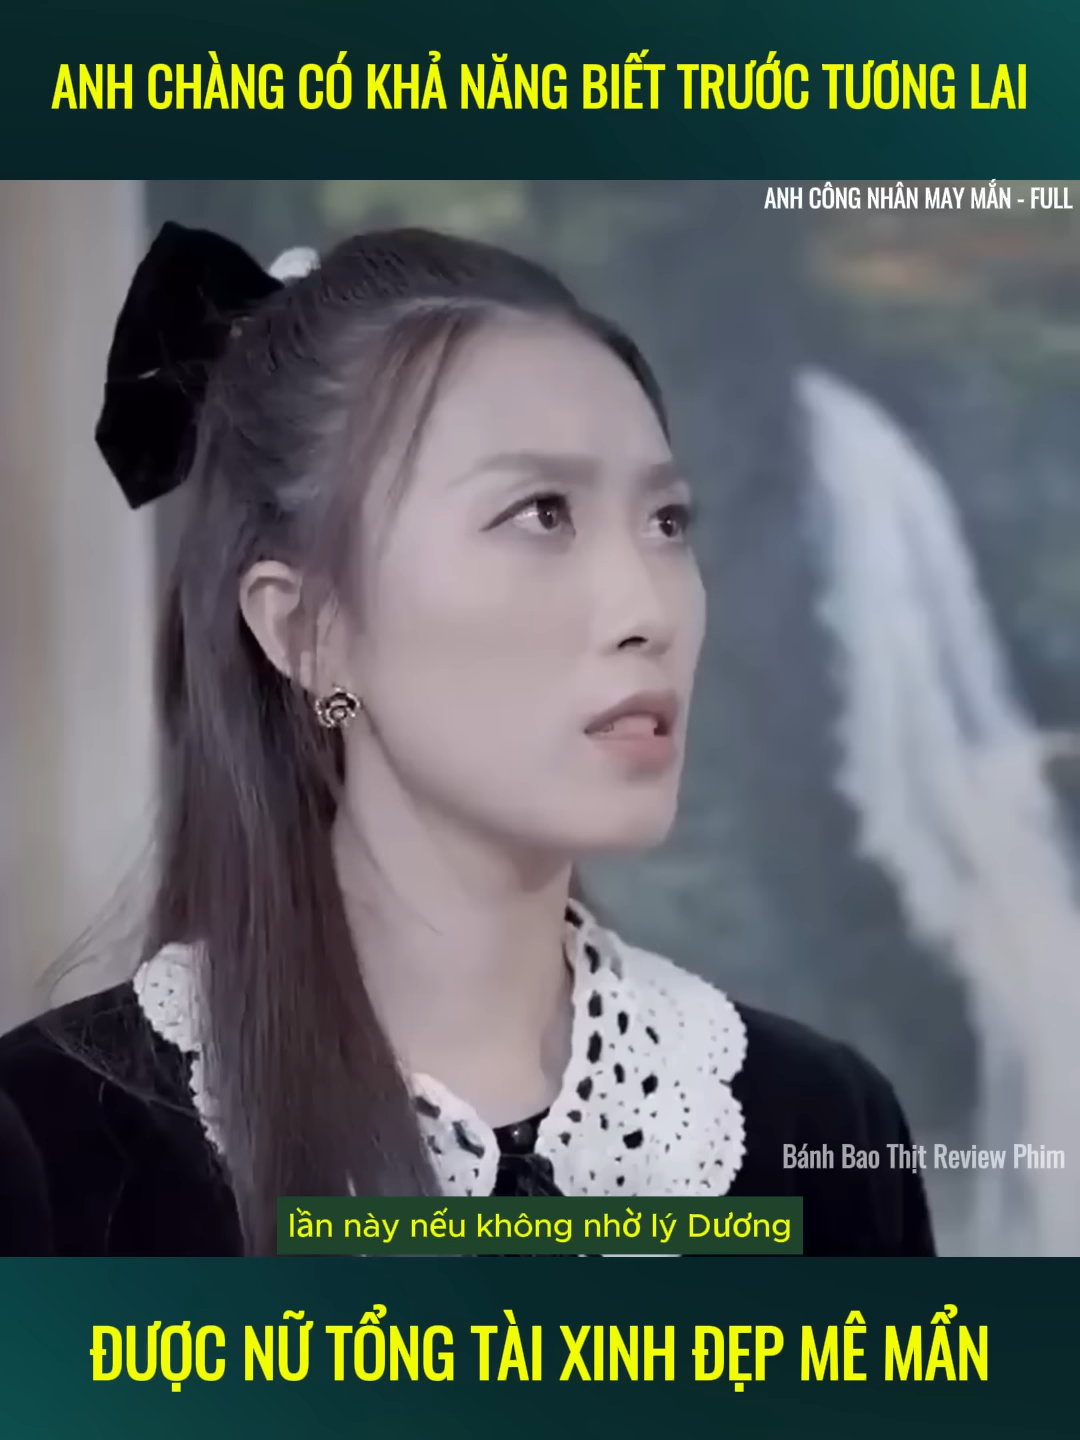 ANH CHÀNG CÓ KHẢ NĂNG BIẾT TRƯỚC TƯƠNG LAI
ANH CÔNG NHÂN MAY MẮN - FULL
Bánh Bao Thịt Review Phim
lần này nếu không nhờ lý Dương
ĐƯỢC NỮ TỔNG TÀI XINH ĐẸP MÊ MẨN